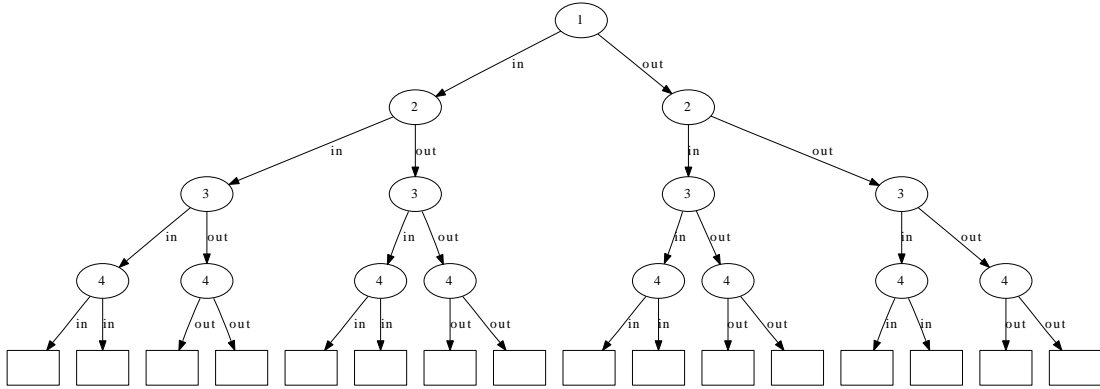 1
in out
2 2
in out in out
3 3 3 3
in out in out in out in out
4 4 4 4 4 4 4 4
in in out out in in out out in in out out in in out out